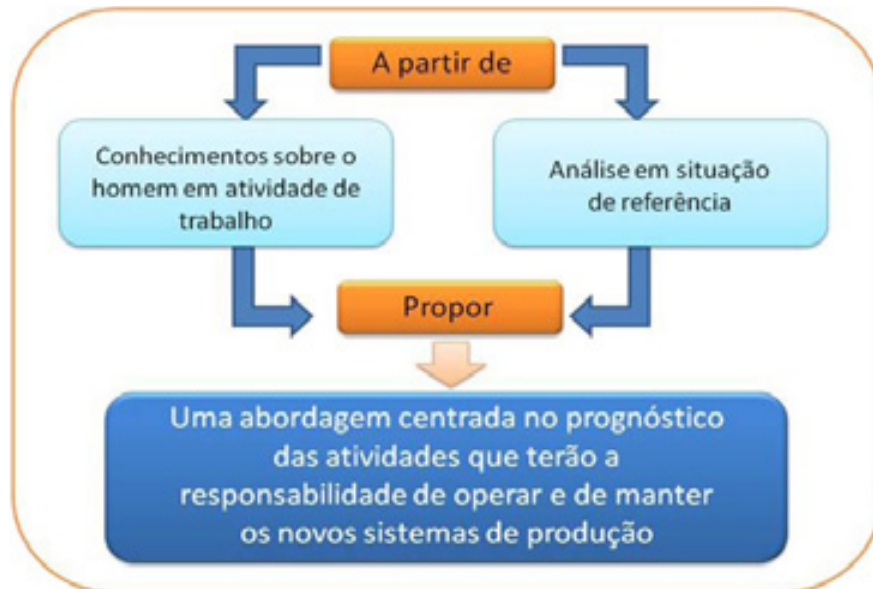 A partir de
Conhecimentos sobre o
homem em atividade de
trabalho
Análise em situação
de referência
Propor
Uma abordagem centrada no prognóstico
das atividades que terão a
responsabilidade de operar e de manter
os novos sistemas de produção